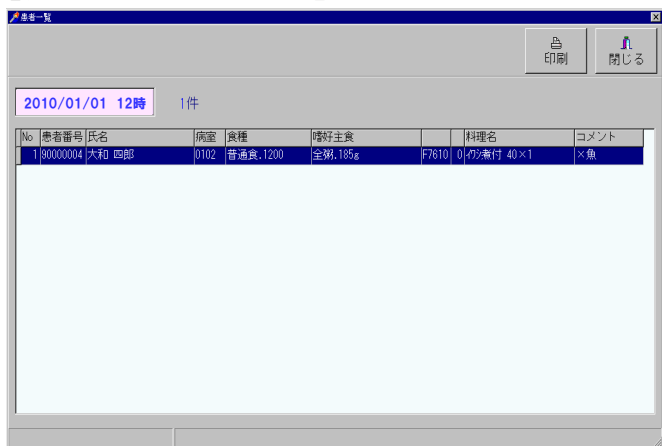 患者一覧
印刷
閉じる
2010/01/01 12時
1件
No 患者番号 氏名 病室 食種 嗜好主食 料理名 コメント
1 90000004 大和 四郎 0102 普通食.1200 全粥.185g F7610 0 ｲﾜｼ煮付 40×1 ×魚